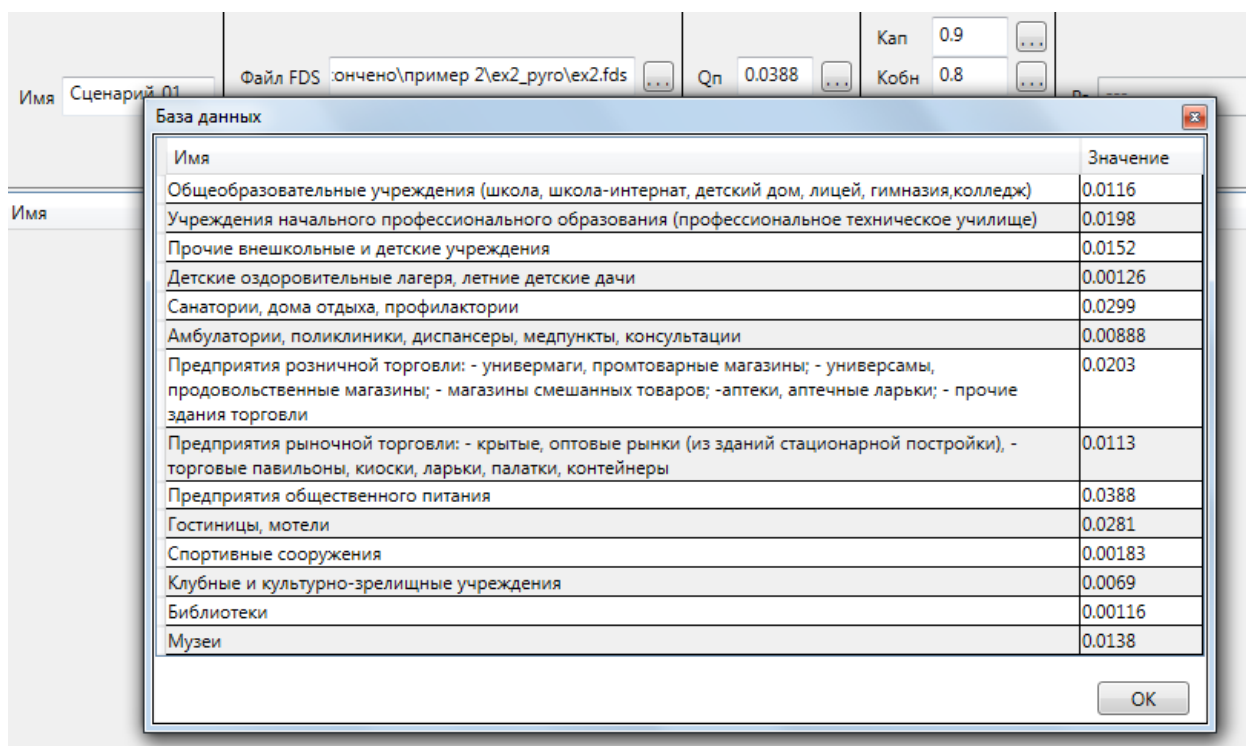 Кап 0.9 ...
Имя Сценарий_01 Файл FDS :ончено\пример 2\ex2_pyro\ex2.fds ... Qп 0.0388 ... Кобн 0.8 ...
База данных
Имя Значение
Общеобразовательные учреждения (школа, школа-интернат, детский дом, лицей, гимназия,колледж) 0.0116
Имя
Учреждения начального профессионального образования (профессиональное техническое училище) 0.0198
Прочие внешкольные и детские учреждения 0.0152
Детские оздоровительные лагеря, летние детские дачи 0.00126
Санатории, дома отдыха, профилактории 0.0299
Амбулатории, поликлиники, диспансеры, медпункты, консультации 0.00888
Предприятия розничной торговли: - универмаги, промтоварные магазины; - универсамы, 0.0203
продовольственные магазины; - магазины смешанных товаров; -аптеки, аптечные ларьки; - прочие
здания торговли
Предприятия рыночной торговли: - крытые, оптовые рынки (из зданий стационарной постройки), - 0.0113
торговые павильоны, киоски, ларьки, палатки, контейнеры
Предприятия общественного питания 0.0388
Гостиницы, мотели 0.0281
Спортивные сооружения 0.00183
Клубные и культурно-зрелищные учреждения 0.0069
Библиотеки 0.00116
Музеи 0.0138
OK